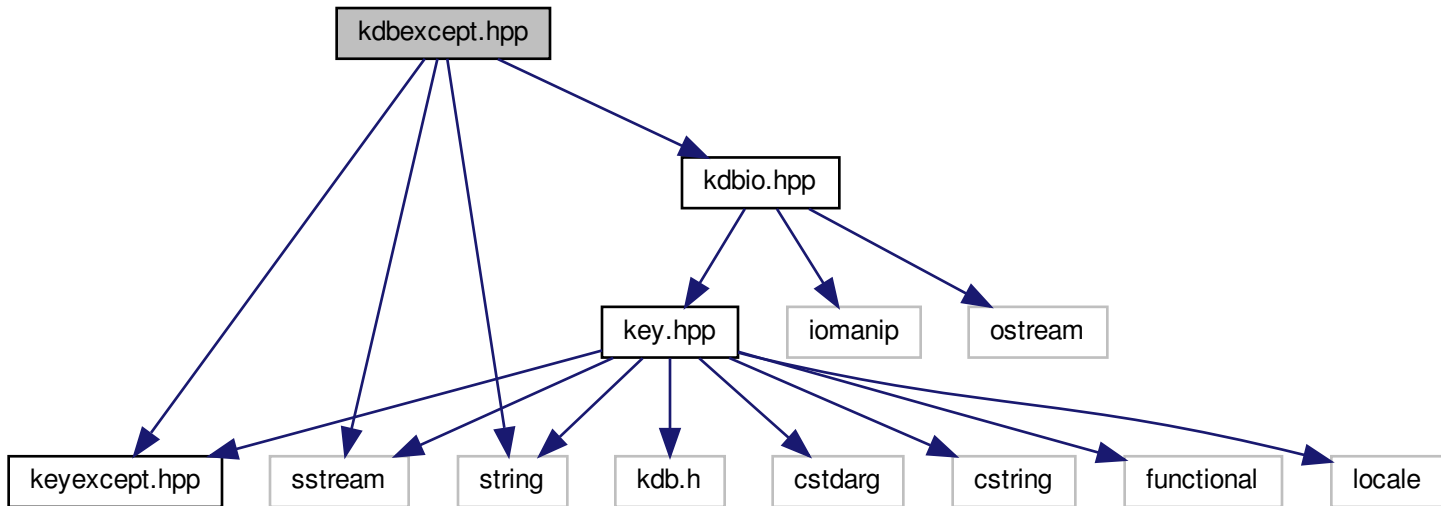 kdbexcept.hpp
kdbio.hpp
key.hpp
iomanip
ostream
keyexcept.hpp
sstream
string
kdb.h
cstdarg
cstring
functional
locale